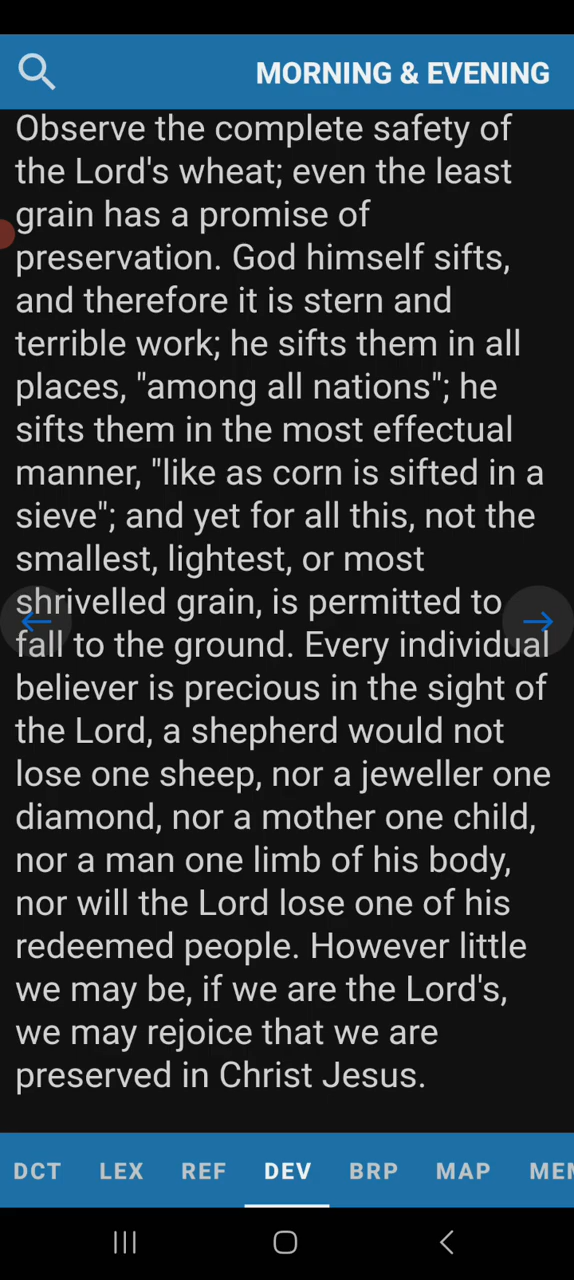 MORNING & EVENING
Observe the complete safety of
the Lord's wheat; even the least
grain has a promise of
preservation. God himself sifts,
and therefore it is stern and
terrible work; he sifts them in all
places, "among all nations"; he
sifts them in the most effectual
manner, "like as corn is sifted in a
sieve"; and yet for all this, not the
smallest, lightest, or most
shrivelled grain, is permitted to
fall to the ground. Every individual
believer is precious in the sight of
the Lord, a shepherd would not
lose one sheep, nor a jeweller one
diamond, nor a mother one child,
nor a man one limb of his body,
nor will the Lord lose one of his
redeemed people. However little
we may be, if we are the Lord's,
we may rejoice that we are
preserved in Christ Jesus.
DCT LEX REF DEV BRP MAP MEM